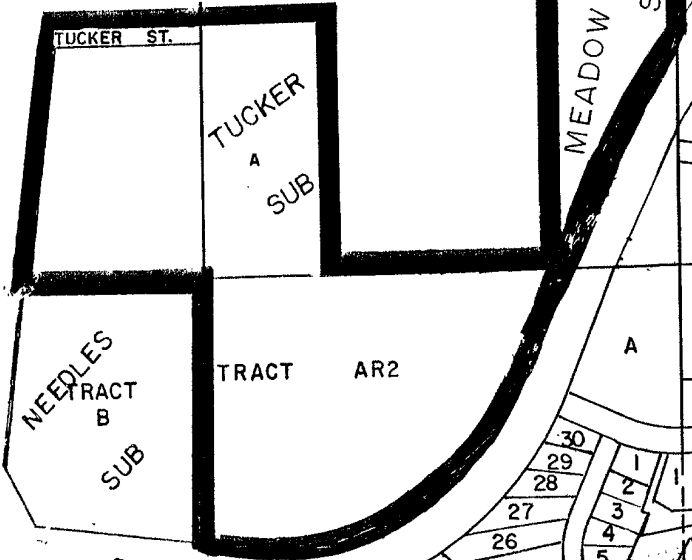 TUCKER ST.
TUCKER
A
SUB
MEADOW
S
NEEDLES
TRACT
B
SUB
TRACT AR2
A
30
29
28
27
26
1
2
3
4
5
1